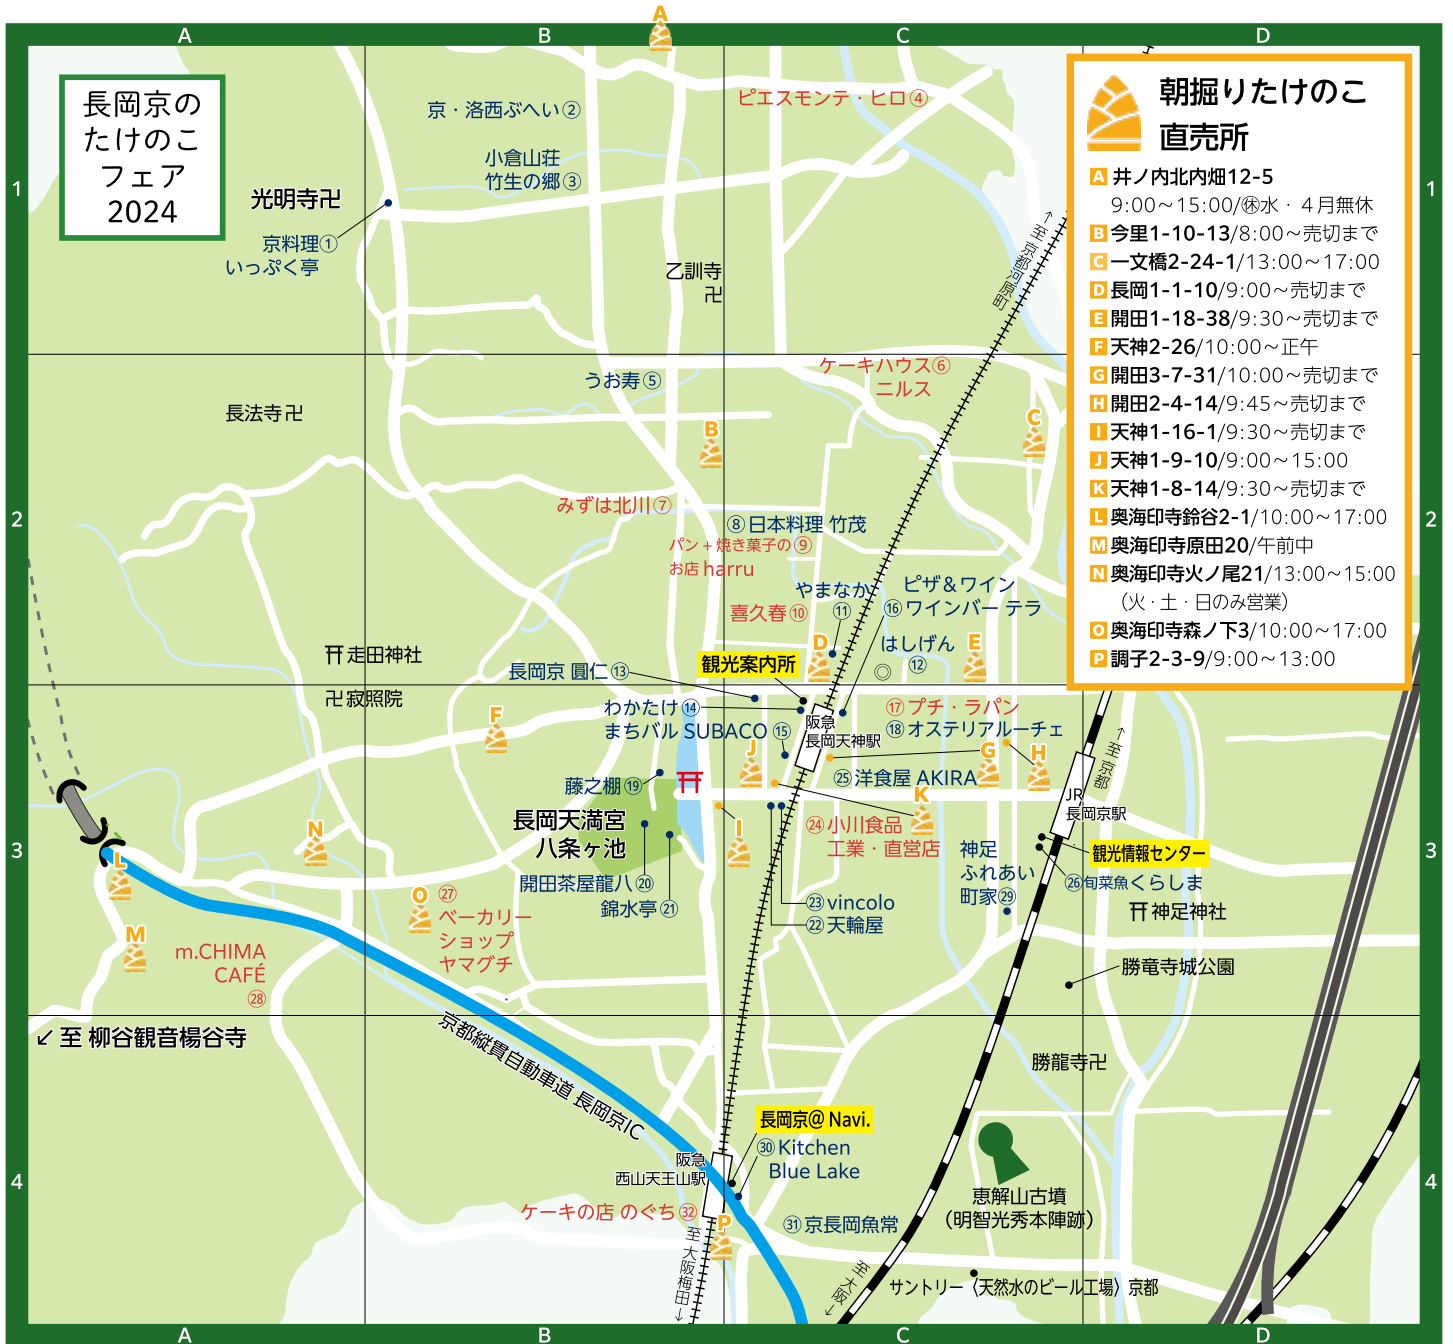 A
B
A
C
D
長岡京の
たけのこ
フェア
2024
朝掘りたけのこ
直売所
A 井ノ内北内畑12-5
9:00～15:00/㊡水・４月無休
B 今里1-10-13/8:00～売切まで
C 一文橋2-24-1/13:00～17:00
D 長岡1-1-10/9:00～売切まで
E 開田1-18-38/9:30～売切まで
F 天神2-26/10:00～正午
G 開田3-7-31/10:00～売切まで
H 開田2-4-14/9:45～売切まで
I 天神1-16-1/9:30～売切まで
J 天神1-9-10/9:00～15:00
K 天神1-8-14/9:30～売切まで
L 奥海印寺鈴谷2-1/10:00～17:00
M 奥海印寺原田20/午前中
N 奥海印寺火ノ尾21/13:00～15:00
（火・土・日のみ営業）
O 奥海印寺森ノ下3/10:00～17:00
P 調子2-3-9/9:00～13:00
京・洛西ぶへい②
ピエスモンテ・ヒロ④
小倉山荘
竹生の郷③
1
1
光明寺卍
京料理①
いっぷく亭
乙訓寺
卍
←至 京都河原町
ケーキハウス⑥
ニルス
うお寿⑤
長法寺卍
B
C
みずは北川⑦
2
2
⑧日本料理 竹茂
パン＋焼き菓子の⑨
お店 harru
やまなか
⑪
ピザ＆ワイン
⑯ワインバー テラ
喜久春⑩
D
はしげん
⑫
E
◎
走田神社
観光案内所
長岡京 圓仁⑬
卍寂照院
F
わかたけ⑭
まちバル SUBACO⑮
阪急
長岡天神駅
⑰プチ・ラパン
⑱オステリアルーチェ
←至 京都
J
G
H
藤之棚⑲
㉕洋食屋 AKIRA
JR
長岡京駅
長岡天満宮
八条ヶ池
K
I
N
㉔小川食品
工業・直営店
3
3
L
観光情報センター
神足
ふれあい
町家㉙
㉖旬菜魚くらしま
開田茶屋龍八⑳
錦水亭㉑
O
㉗
ベーカリー
ショップ
ヤマグチ
㉓vincolo
㉒天輪屋
神足神社
M
m.CHIMA
CAFÉ
㉘
勝竜寺城公園
↙至 柳谷観音楊谷寺
京都縦貫自動車道 長岡京IC
勝龍寺卍
長岡京@ Navi.
㉚Kitchen
Blue Lake
阪急
西山天王山駅
4
4
恵解山古墳
（明智光秀本陣跡）
ケーキの店 のぐち㉜
P
㉛京長岡魚常
至 大阪梅田→
至 大阪→
サントリー〈天然水のビール工場〉京都
A
B
C
D